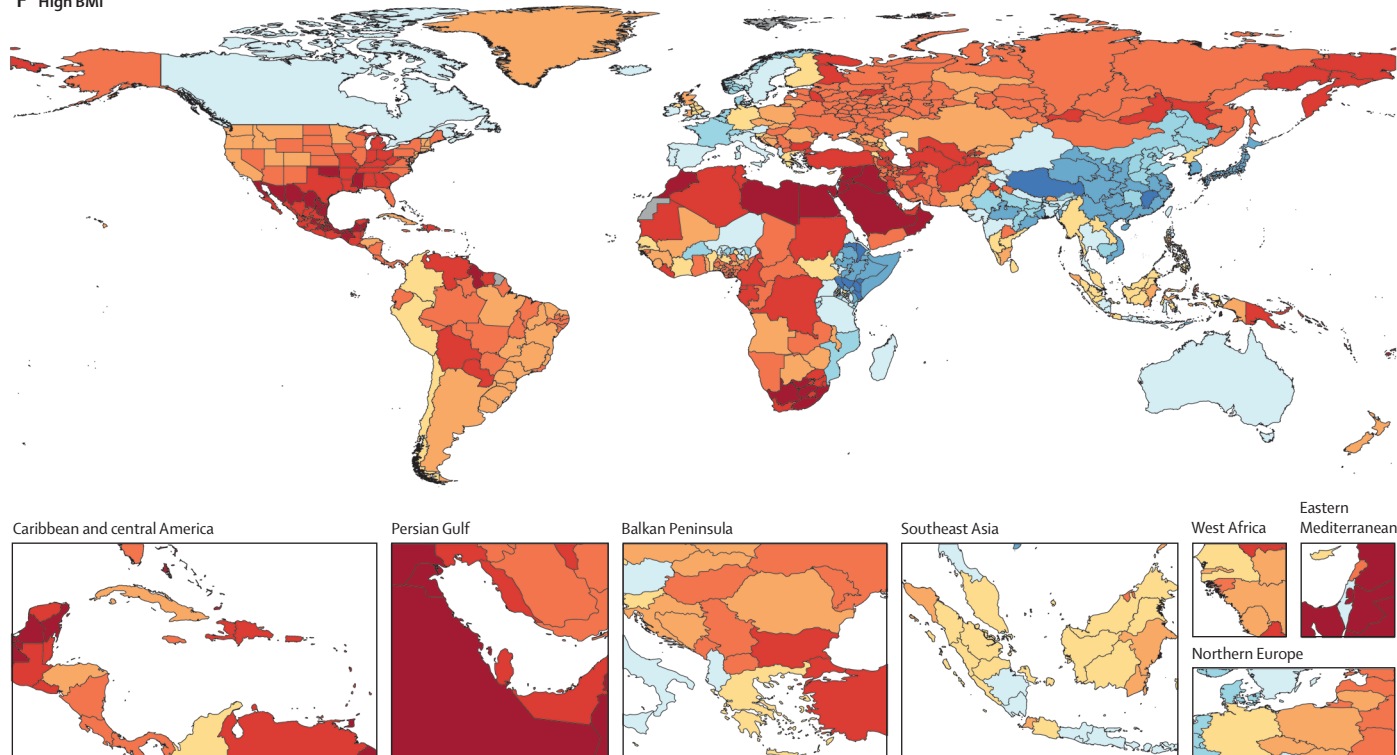 High BMI
Caribbean and central America
Persian Gulf
Balkan Peninsula
Southeast Asia
West Africa
Eastern
Mediterranean
Northern Europe